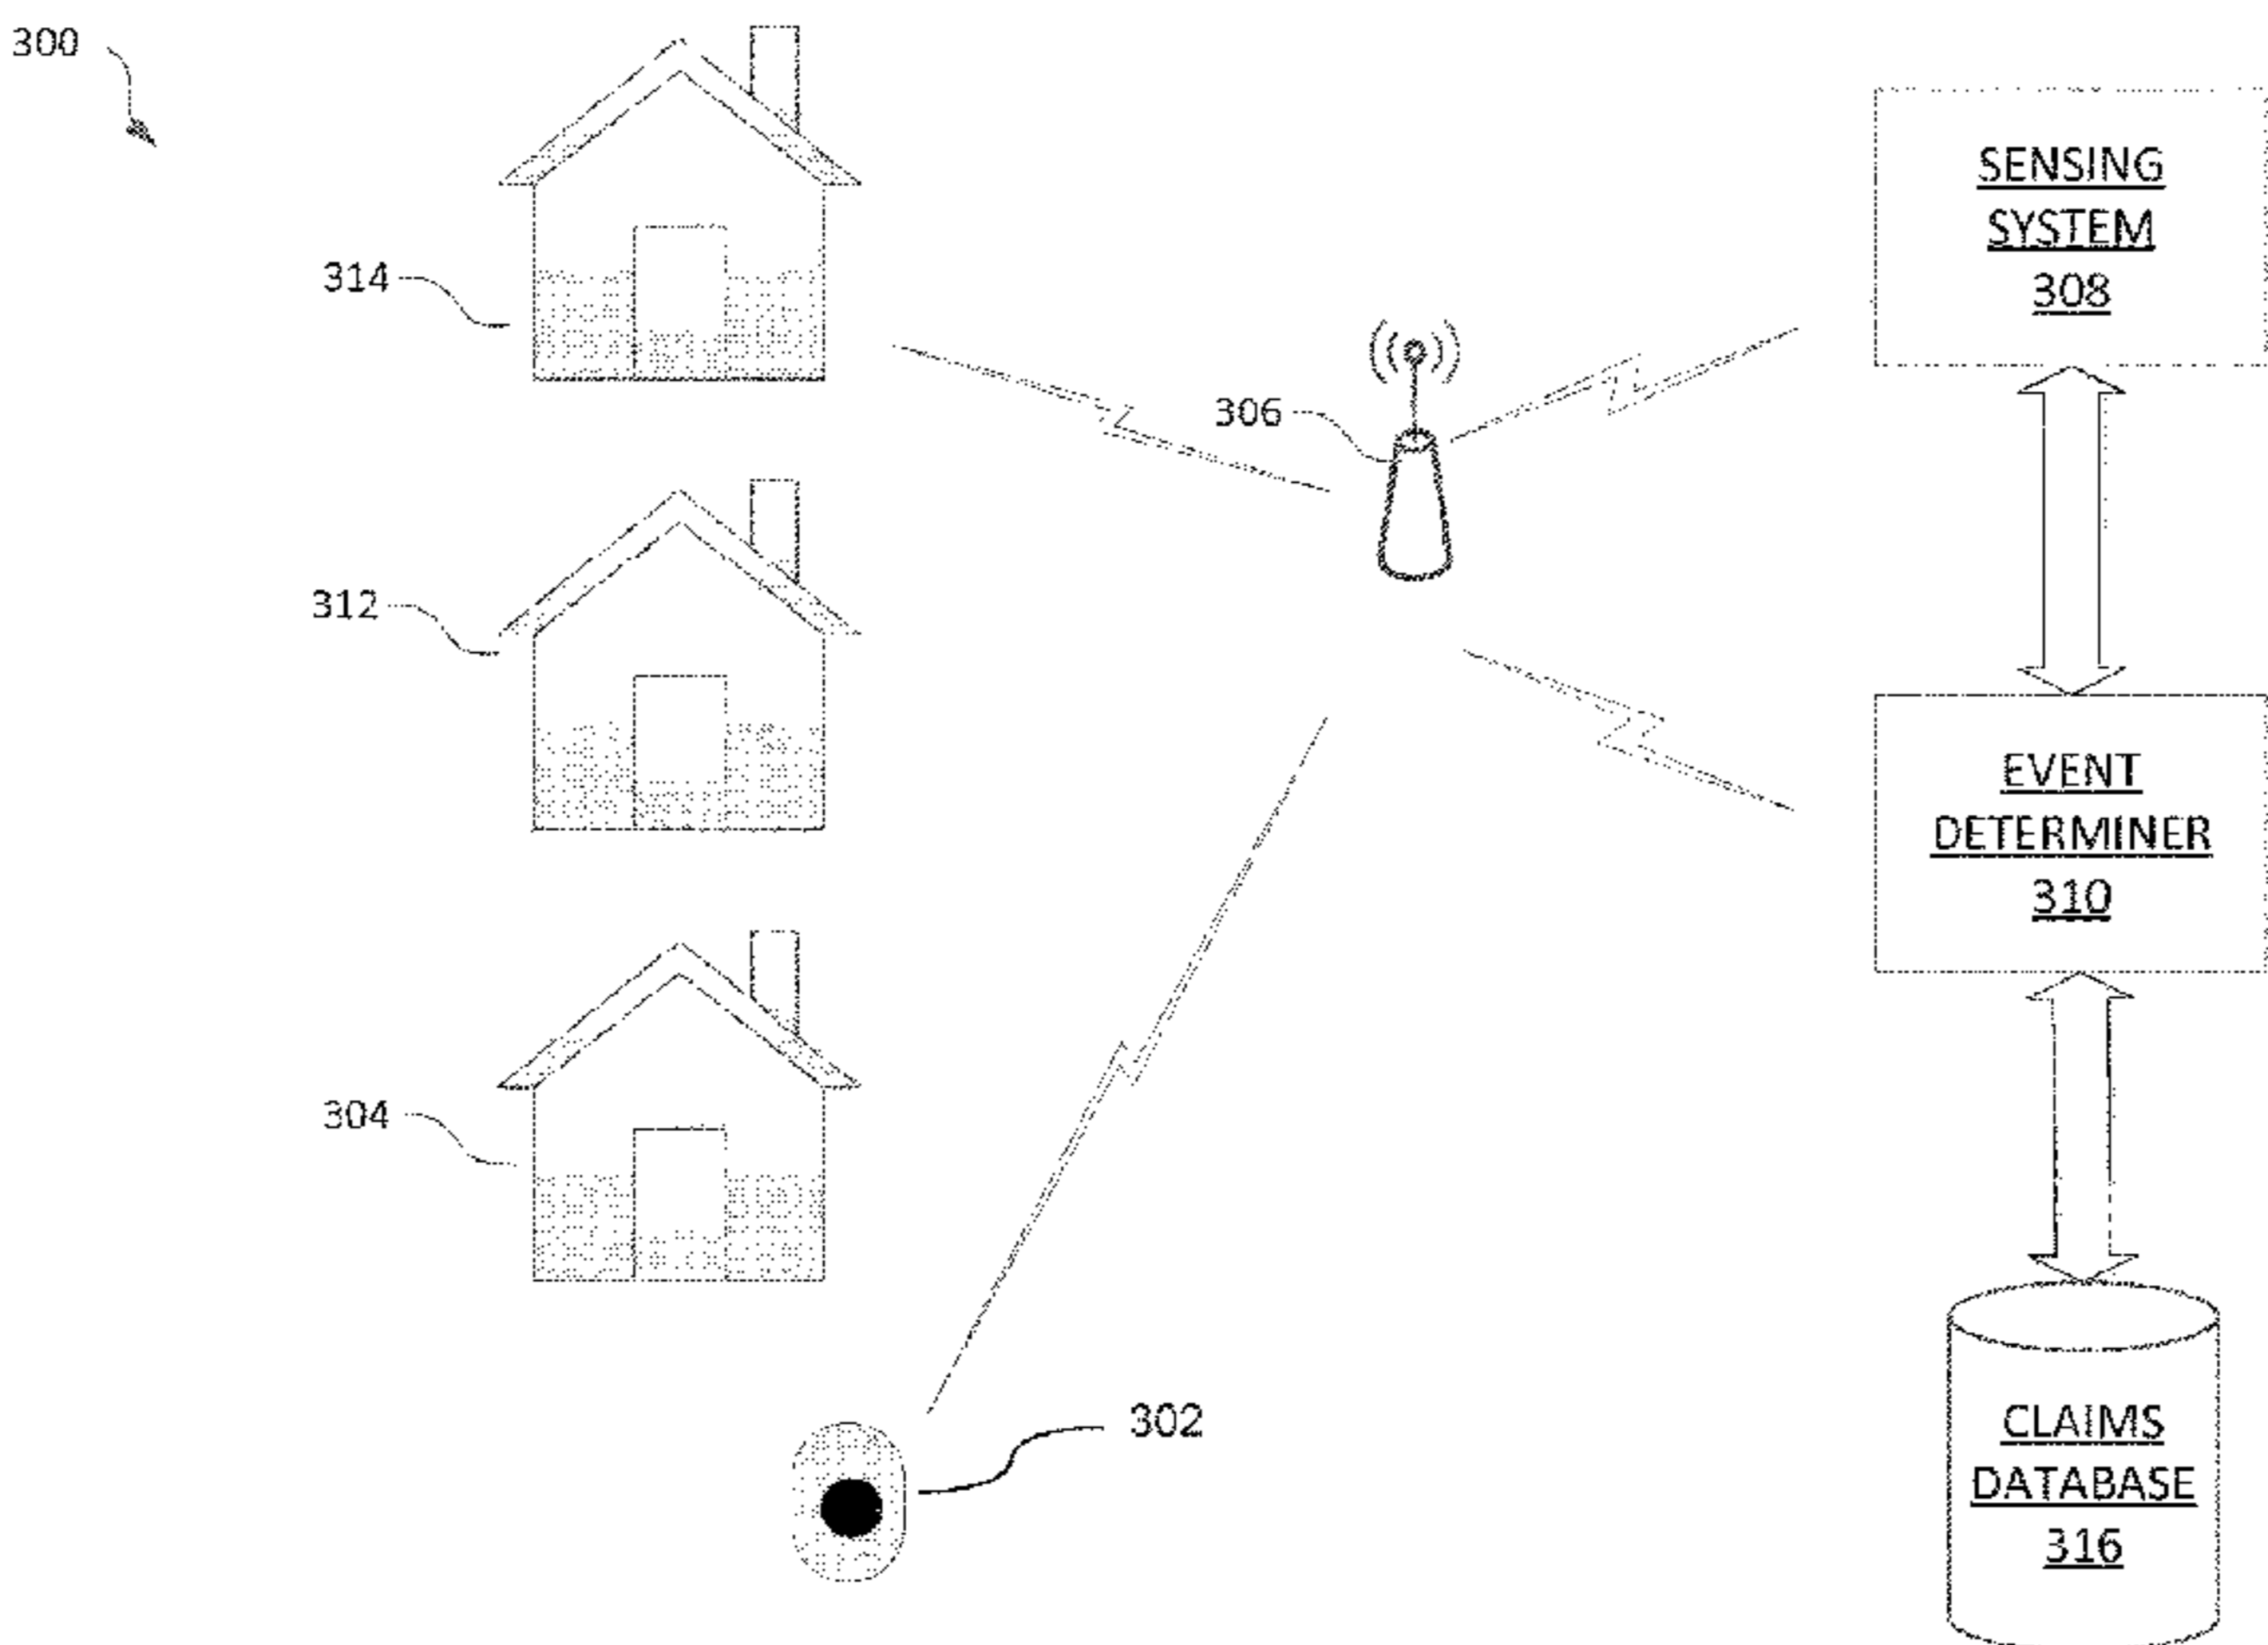 300
314
312
304
306
302
SENSING
SYSTEM
308
EVENT
DETERMINER
310
CLAIMS
DATABASE
316